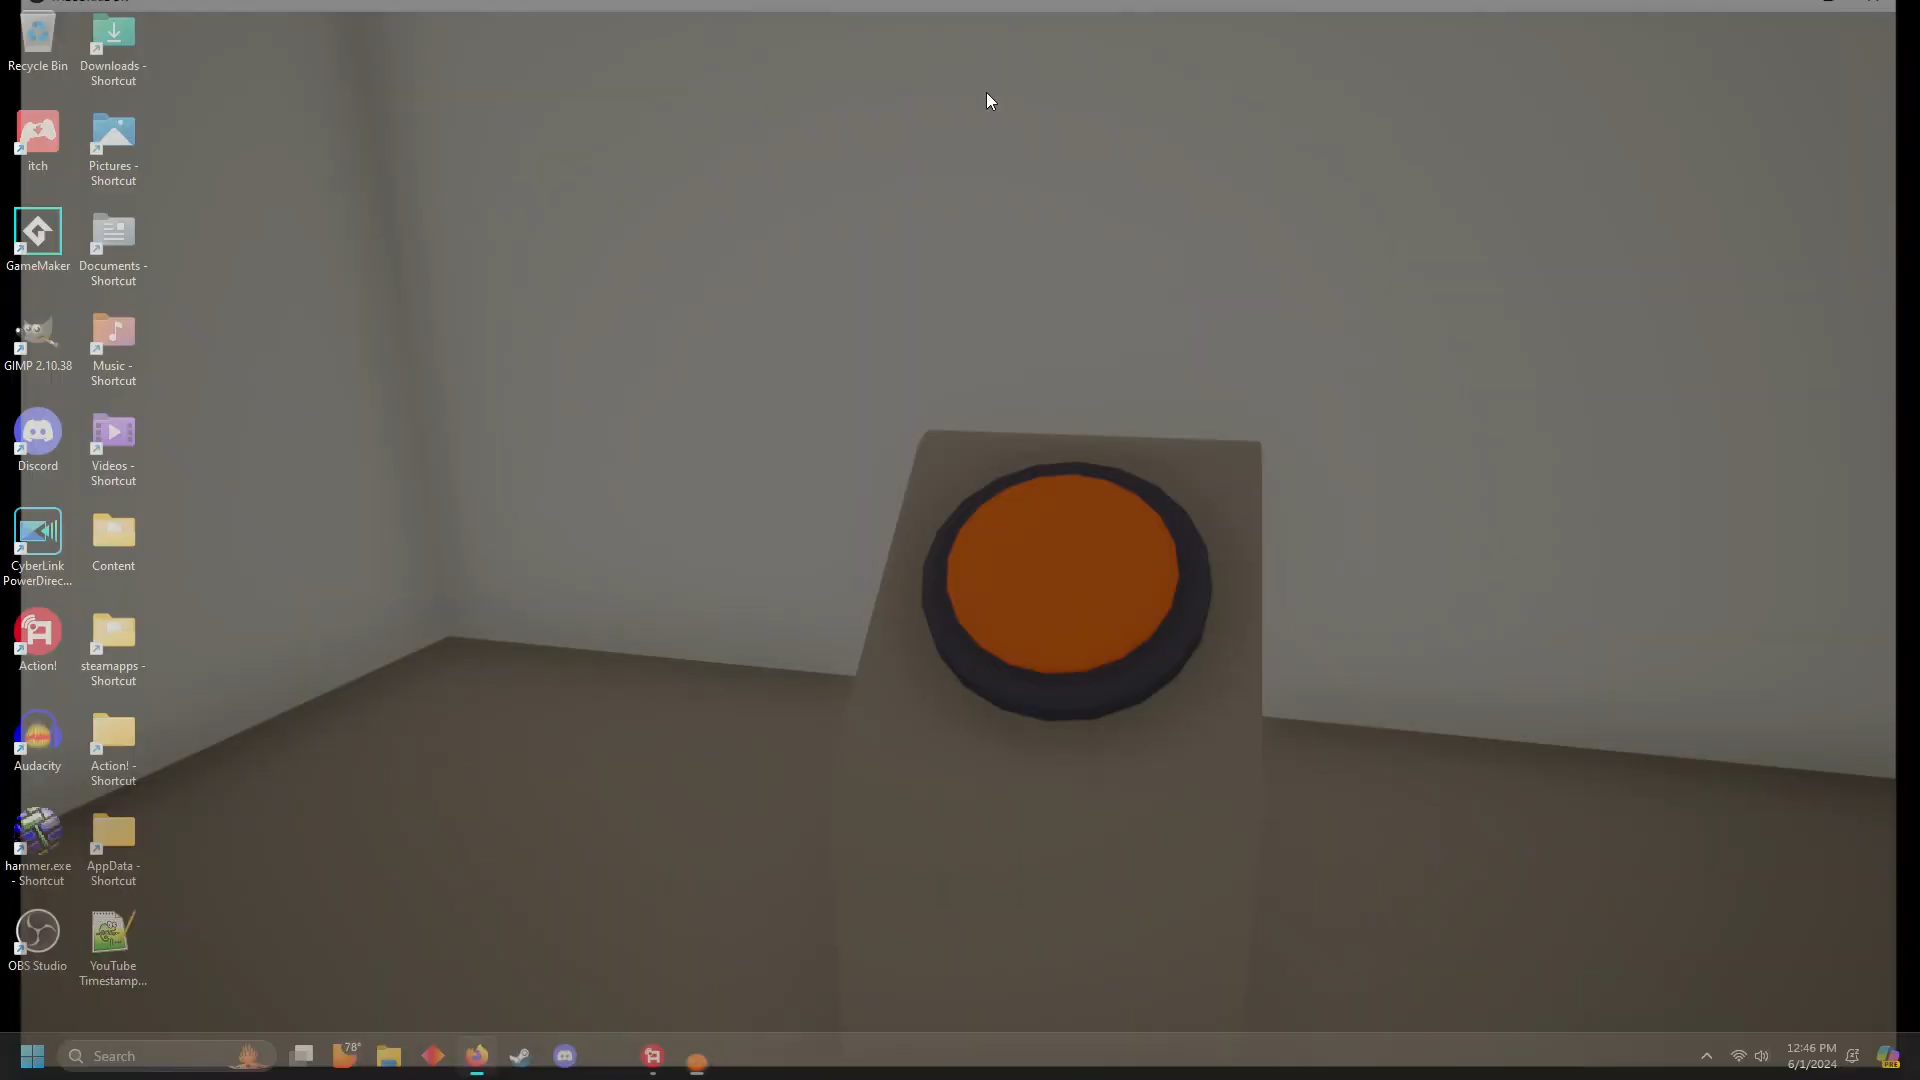 Recycle Bin
Downloads -
Shortcut
itch
Pictures -
Shortcut
GameMaker
Documents -
Shortcut
GIMP 2.10.38
Music -
Shortcut
Discord
Videos -
Shortcut
CyberLink
PowerDirec...
Content
Action!
steamapps -
Shortcut
Audacity
Action! -
Shortcut
hammer.exe
- Shortcut
AppData -
Shortcut
OBS Studio
YouTube
Timestamp...
Search
78°
12:46 PM
6/1/2024
PRE